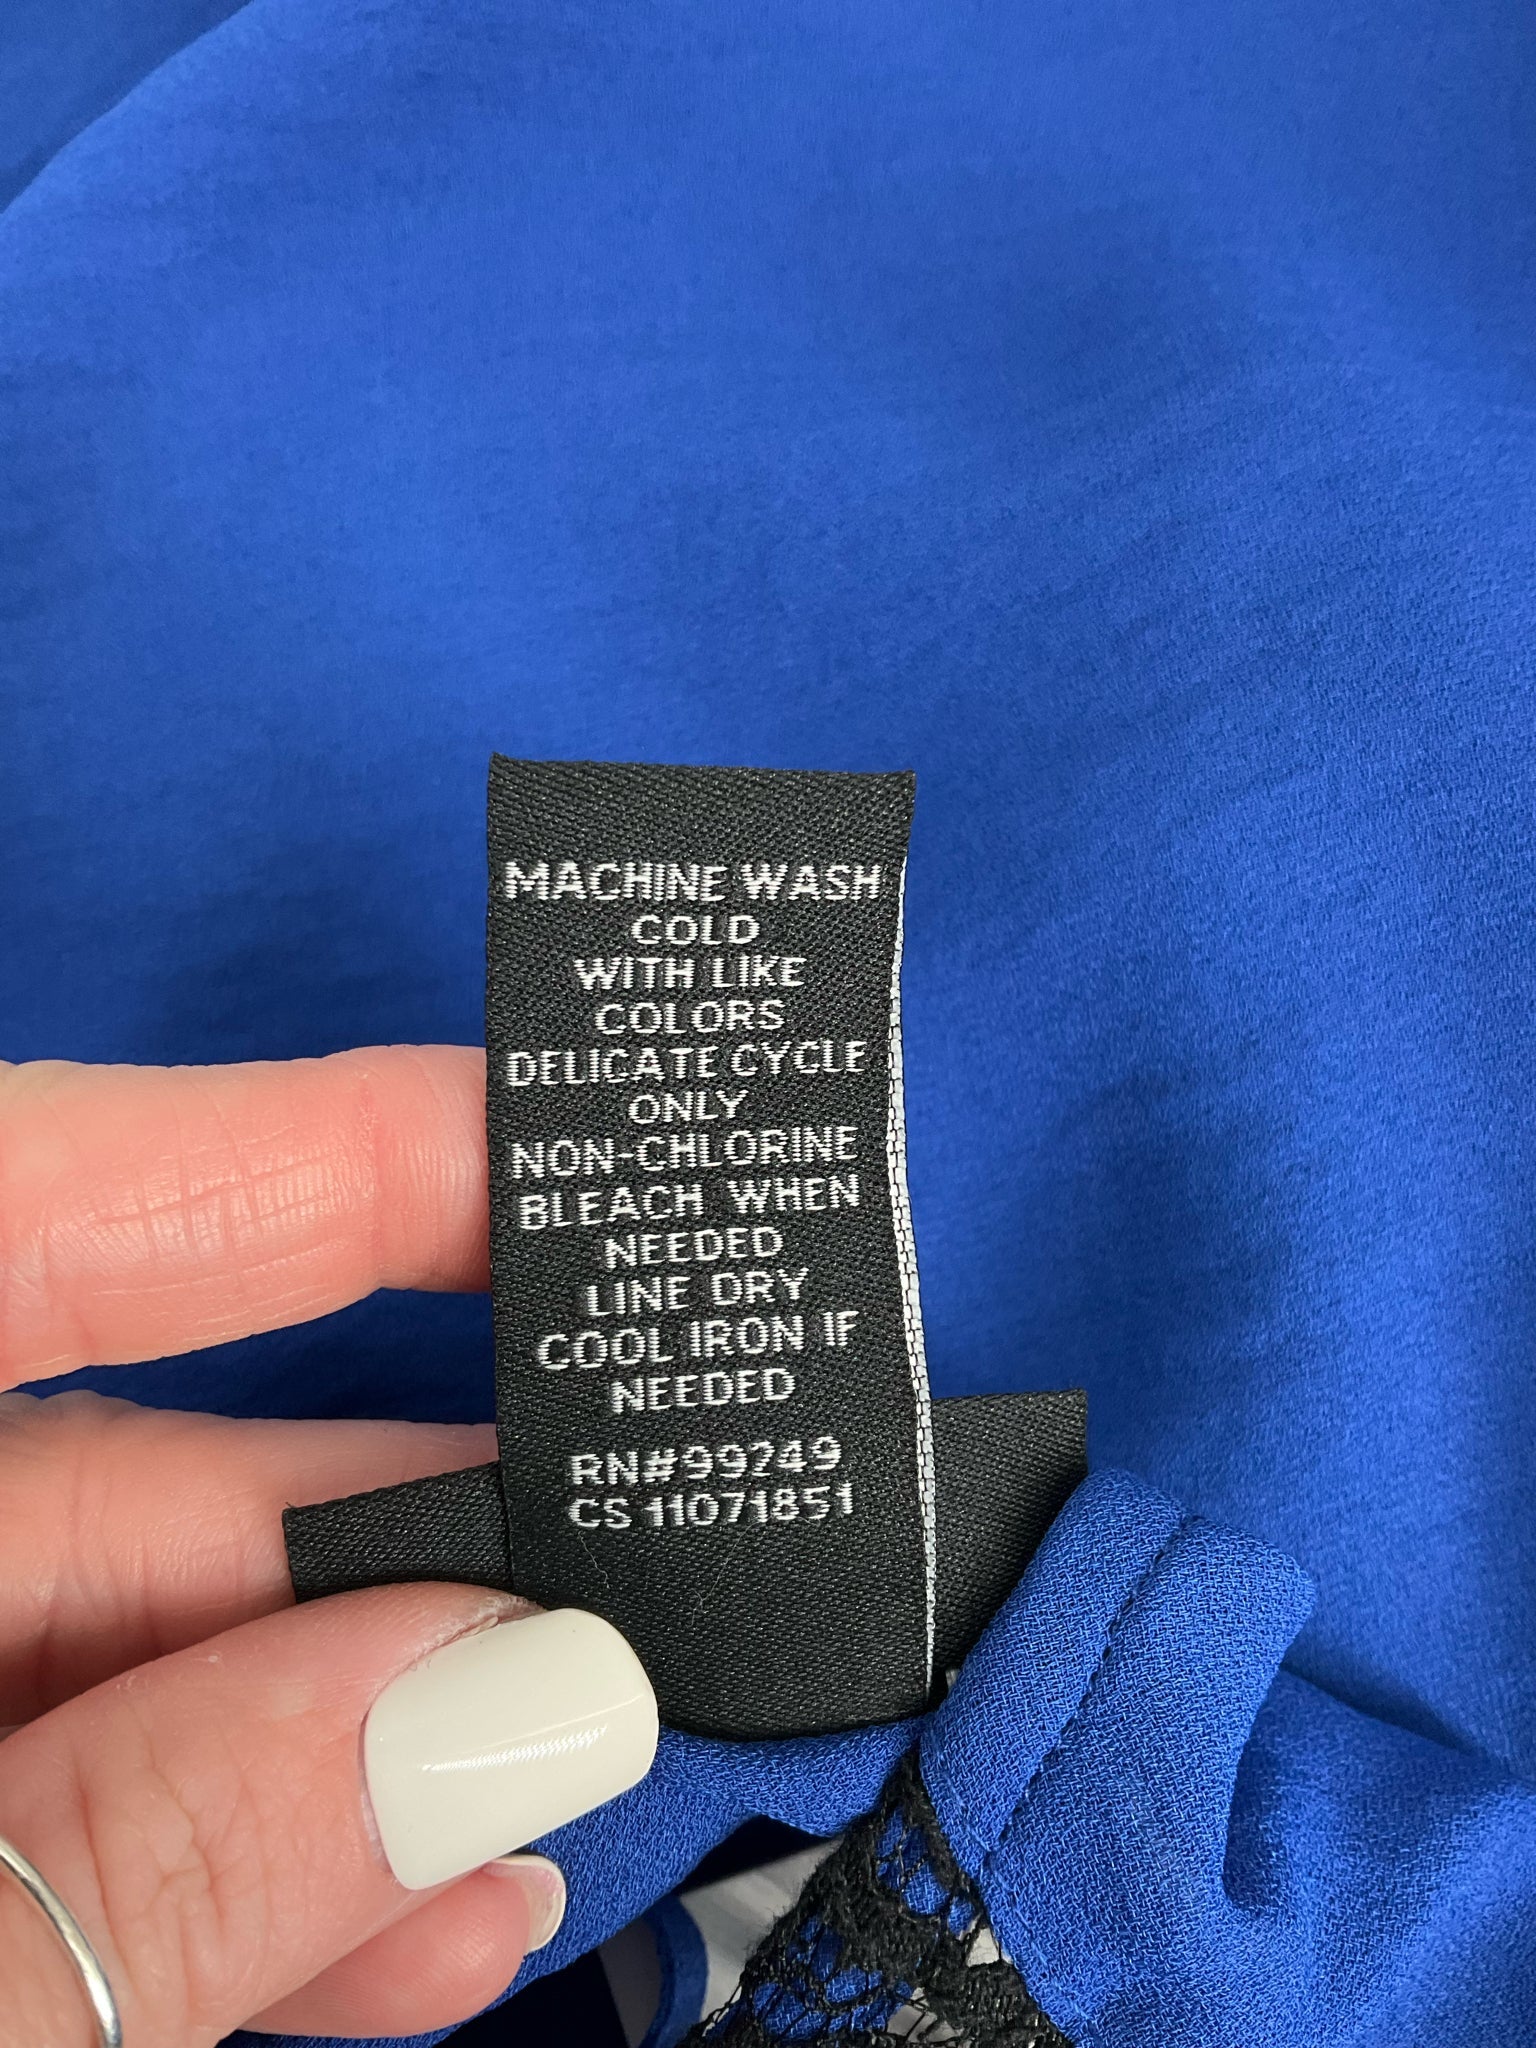 MACHINE WASH
COLD
WITH LIKE
COLORS
DELICATE CYCLE
ONLY
NON-CHLORINE
BLEACH WHEN
NEEDED
LINE DRY
COOL IRON IF
NEEDED
RN#99249
CS 11071851